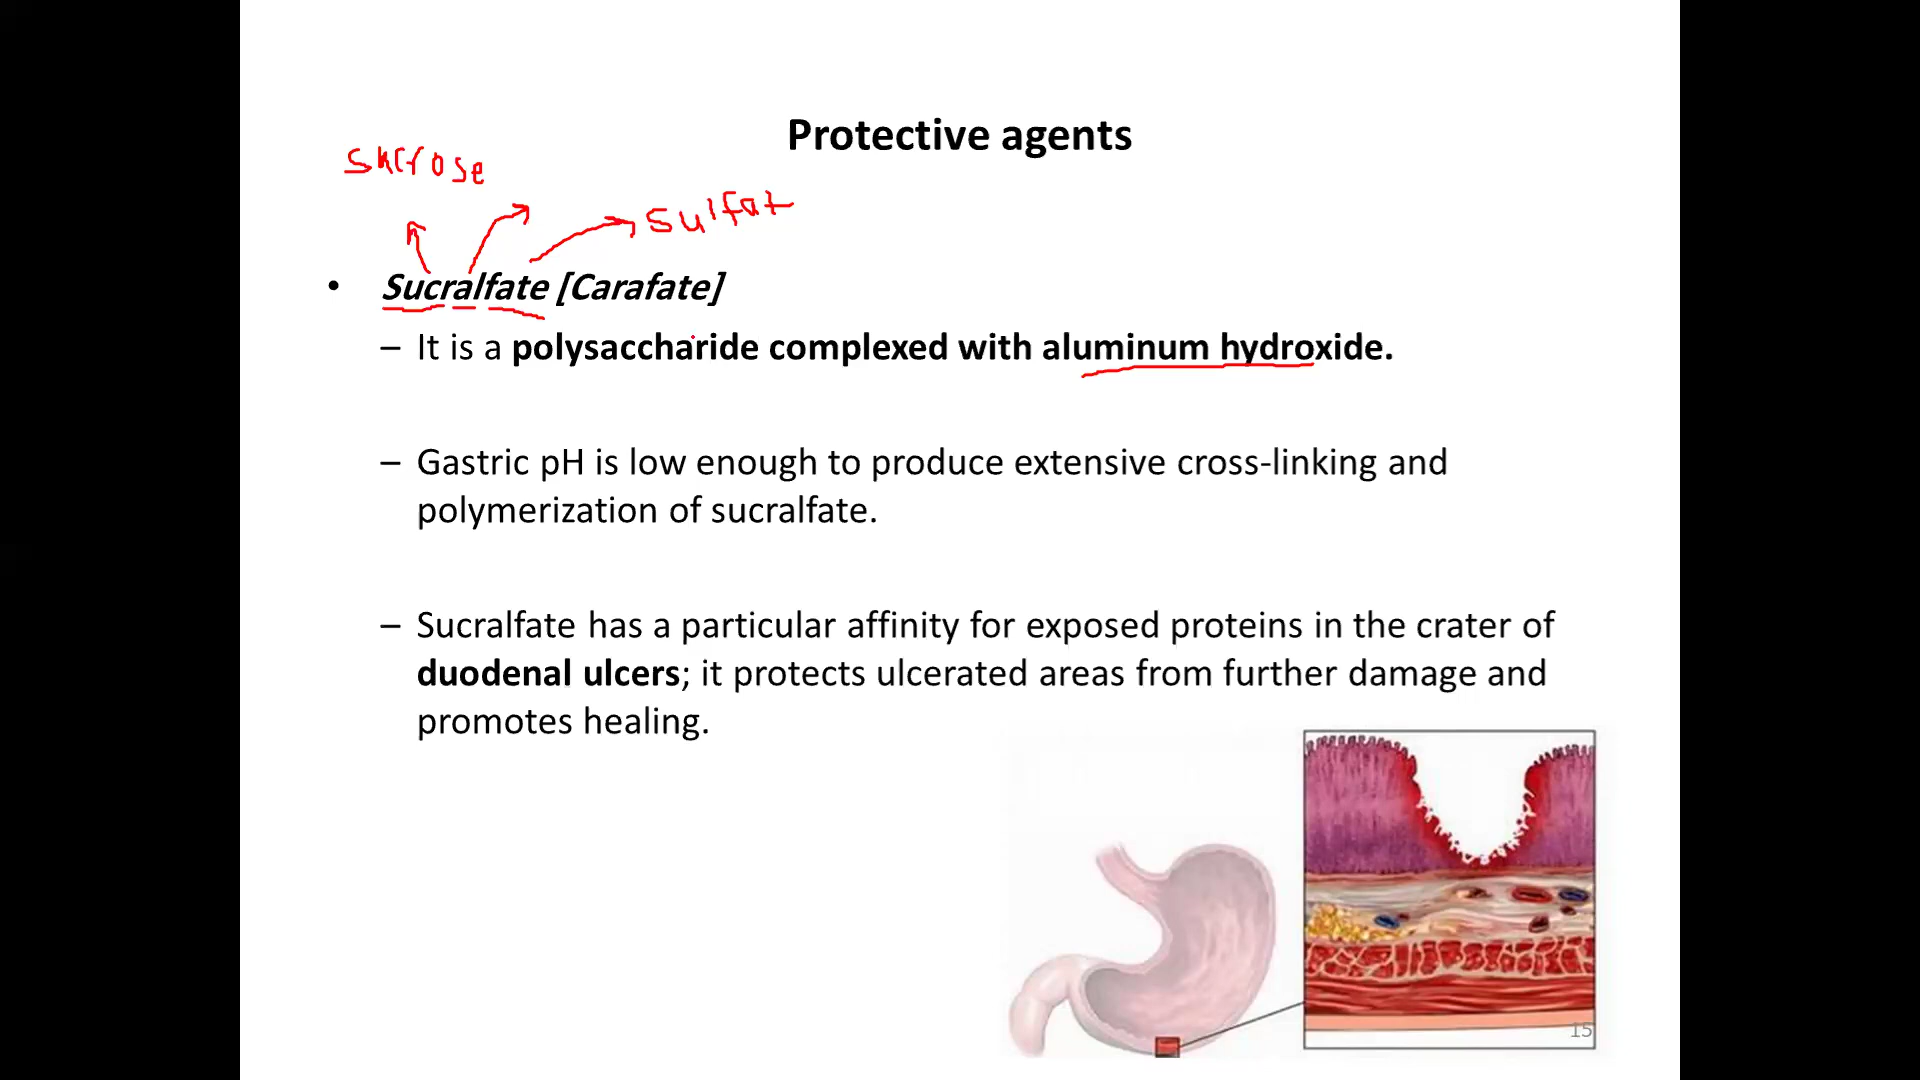 Protective agents
sucrose
sulfat
• Sucralfate [Carafate]
– It is a polysaccharide complexed with aluminum hydroxide.
– Gastric pH is low enough to produce extensive cross-linking and
polymerization of sucralfate.
– Sucralfate has a particular affinity for exposed proteins in the crater of
duodenal ulcers; it protects ulcerated areas from further damage and
promotes healing.
15